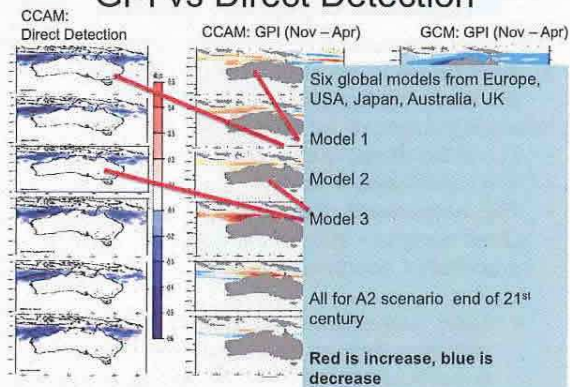 GPI vs Direct Detection
CCAM:
Direct Detection
CCAM: GPI (Nov – Apr)
GCM: GPI (Nov – Apr)
Six global models from Europe,
USA, Japan, Australia, UK
Model 1
Model 2
Model 3
All for A2 scenario end of 21st
century
Red is increase, blue is
decrease